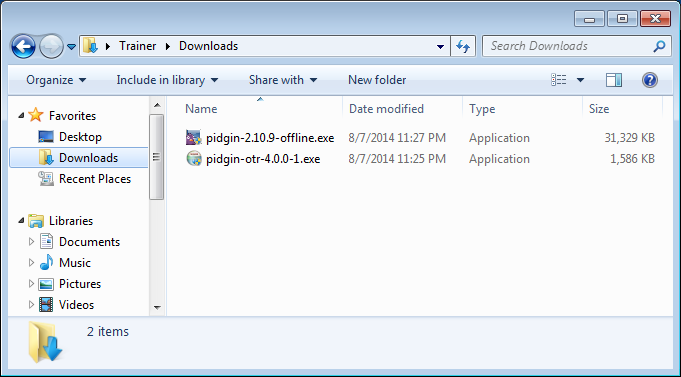 Trainer Downloads Search Downloads
Organize Include in library Share with New folder
Favorites
Desktop
Downloads
Recent Places
Libraries
Documents
Music
Pictures
Videos
Name Date modified Type Size
pidgin-2.10.9-offline.exe 8/7/2014 11:27 PM Application 31,329 KB
pidgin-otr-4.0.0-1.exe 8/7/2014 11:25 PM Application 1,586 KB
2 items